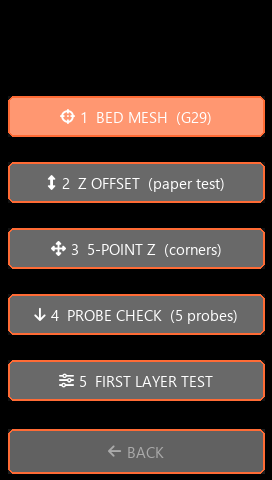 1 BED MESH (G29)
2 Z OFFSET (paper test)
3 5-POINT Z (corners)
4 PROBE CHECK (5 probes)
5 FIRST LAYER TEST
BACK